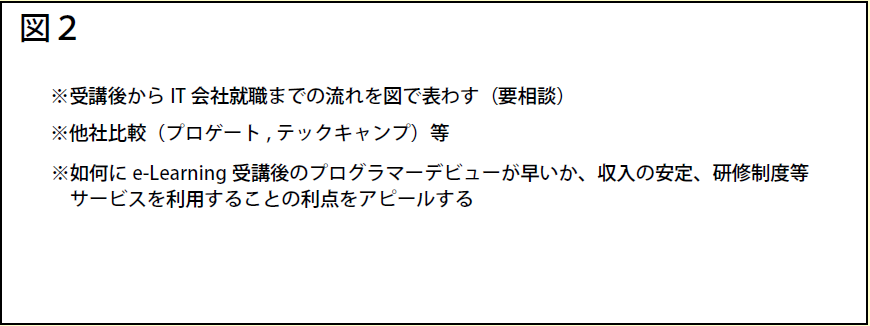 図２
※受講後から IT 会社就職までの流れを図で表わす（要相談）
※他社比較（プロゲート , テックキャンプ）等
※如何に e-Learning 受講後のプログラマーデビューが早いか、収入の安定、研修制度等
サービスを利用することの利点をアピールする